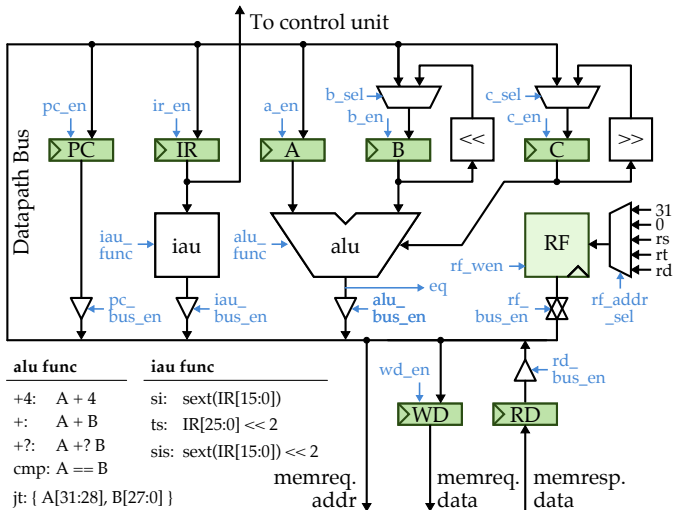 To control unit
Datapath Bus
pc_en
ir_en
a_en
b_sel
b_en
c_sel
c_en
PC
IR
A
B
<<
C
>>
iau_
func
iau
alu_
func
alu
rf_wen
RF
31
0
rs
rt
rd
rf_addr
_sel
eq
pc_
bus_en
iau_
bus_en
alu_
bus_en
rf_
bus_en
rd_
bus_en
wd_en
WD
RD
alu func
+4: A + 4
+: A + B
+?: A +? B
cmp: A == B
jt: { A[31:28], B[27:0] }
iau func
si: sext(IR[15:0])
ts: IR[25:0] << 2
sis: sext(IR[15:0]) << 2
memreq.
addr
memreq.
data
memresp.
data